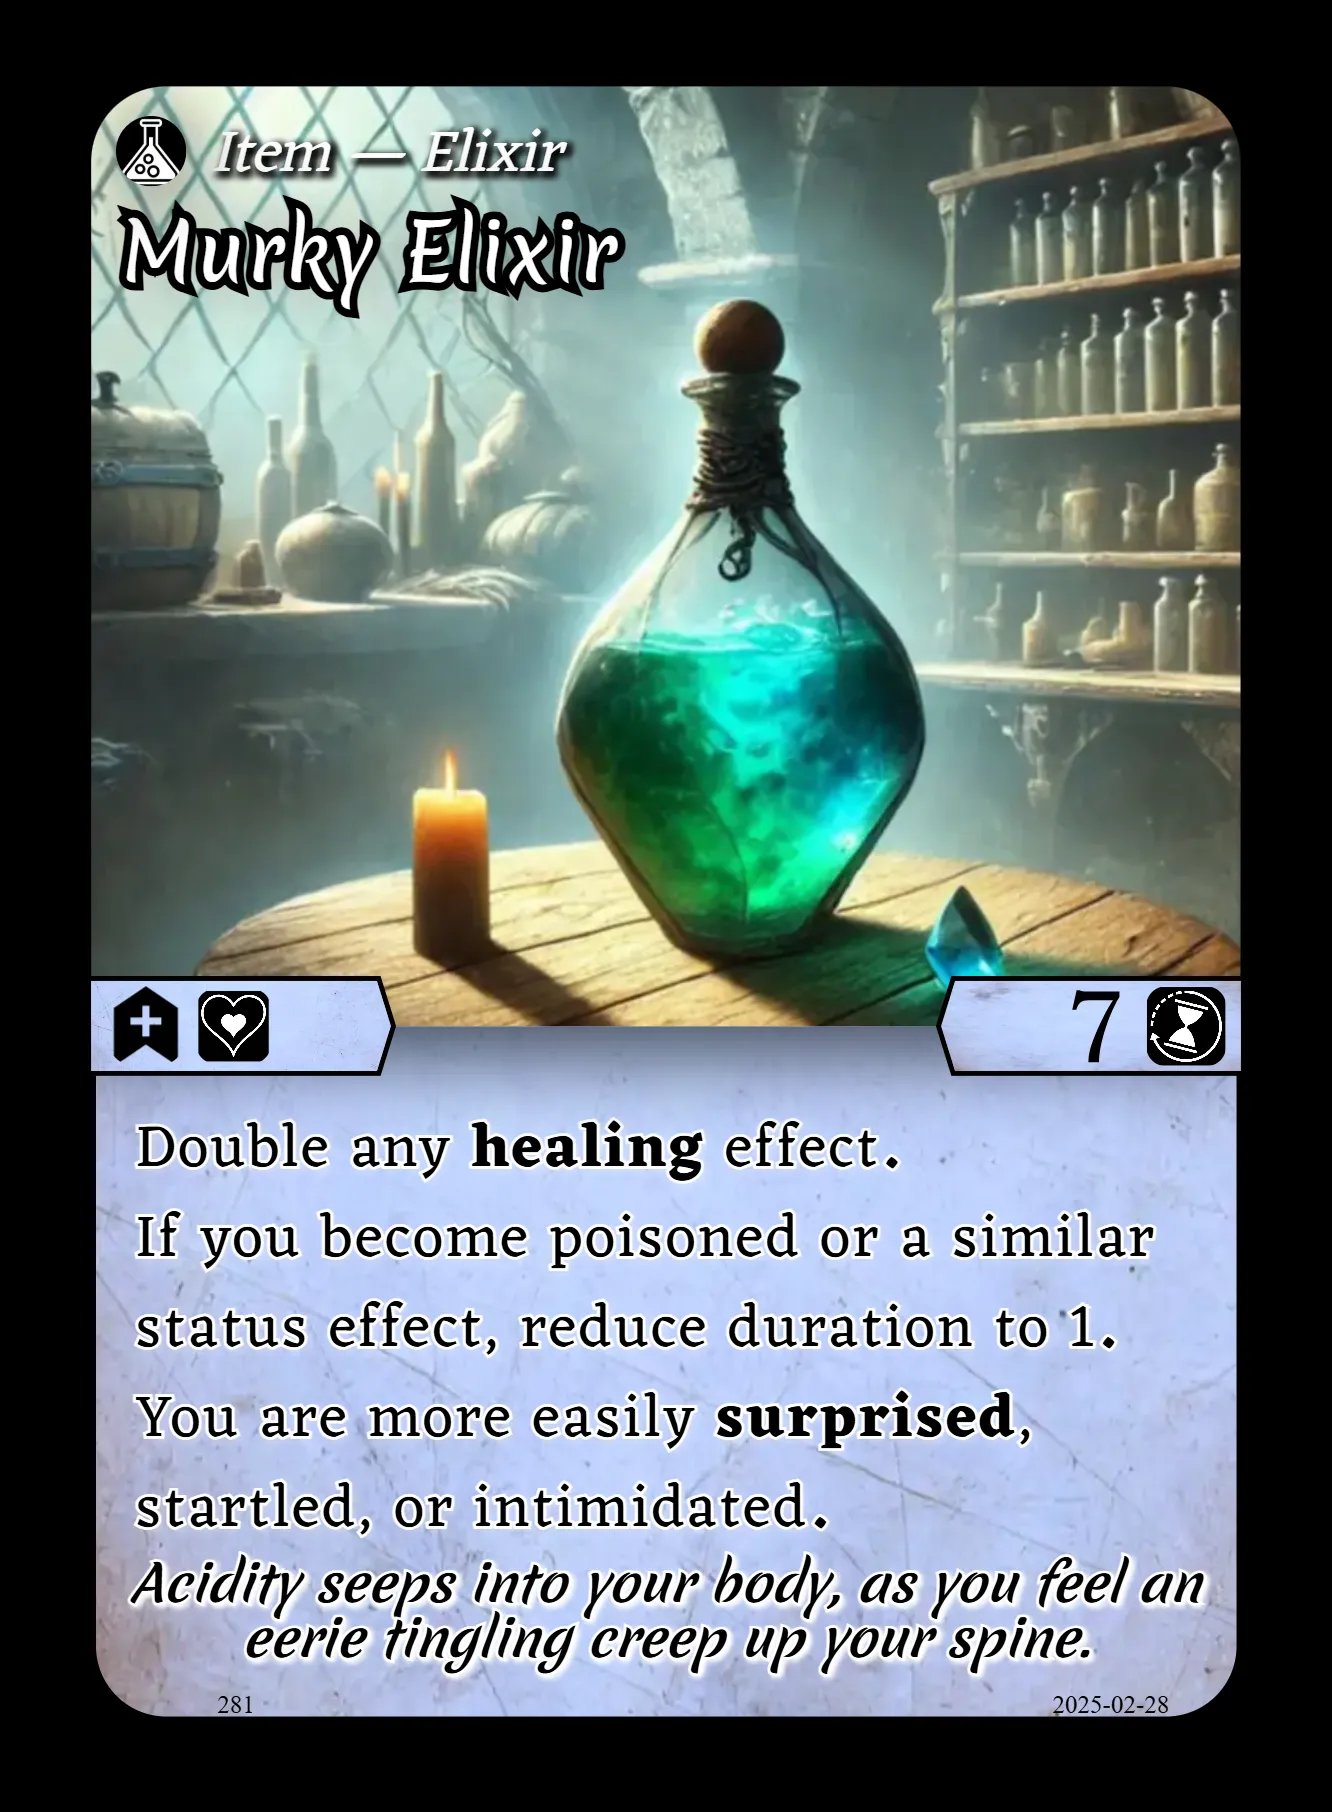 Item — Elixir
Murky Elixir
7
Double any healing effect.
If you become poisoned or a similar
status effect, reduce duration to 1.
You are more easily surprised,
startled, or intimidated.
Acidity seeps into your body, as you feel an
eerie tingling creep up your spine.
281
2025-02-28